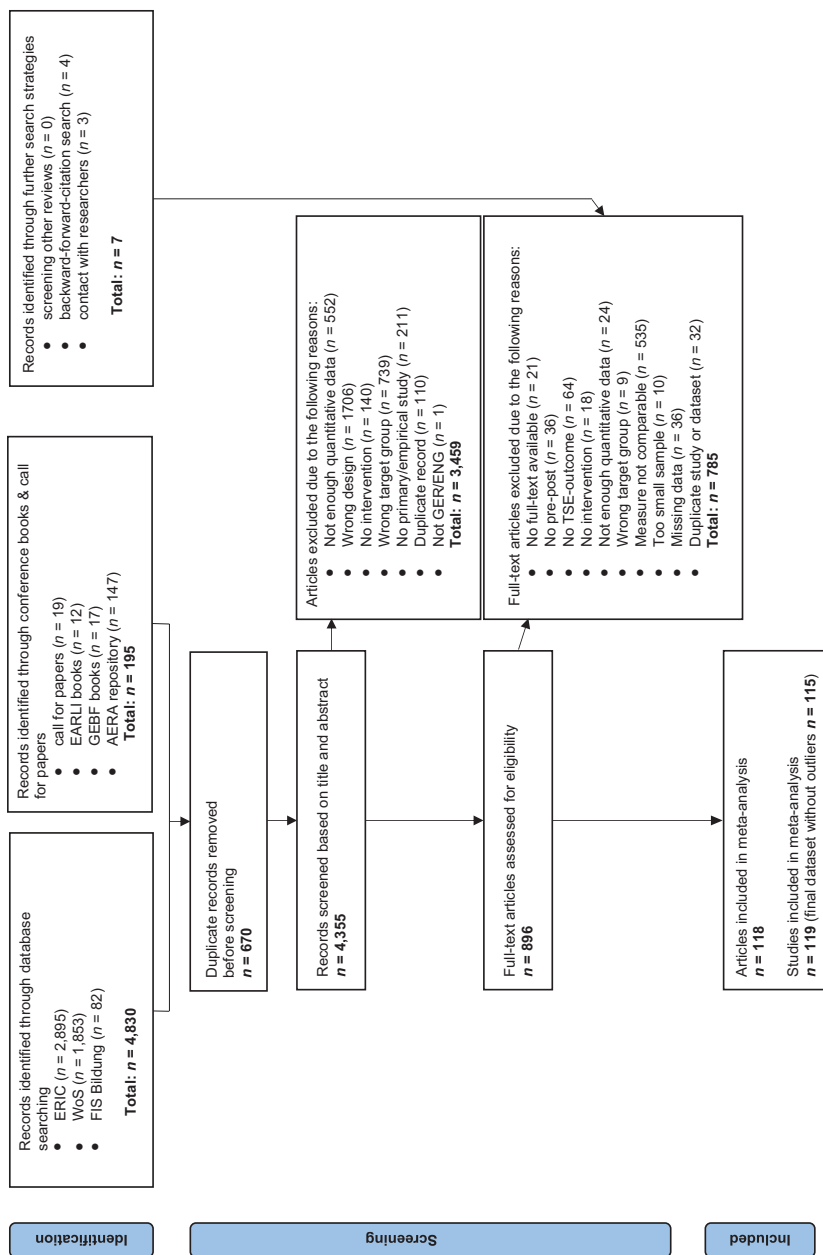 Identification
Records identified through database
searching
● ERIC (n = 2,895)
● WoS (n = 1,853)
● FIS Bildung (n = 82)
Total: n = 4,830
Records identified through conference books & call
for papers
● call for papers (n = 19)
● EARLI books (n = 12)
● GEBF books (n = 17)
● AERA repository (n = 147)
Total: n = 195
Records identified through further search strategies
● screening other reviews (n = 0)
● backward-forward-citation search (n = 4)
● contact with researchers (n = 3)
Total: n = 7
Screening
Duplicate records removed
before screening
n = 670
Records screened based on title and abstract
n = 4,355
Articles excluded due to the following reasons:
● Not enough quantitative data (n = 552)
● Wrong design (n = 1706)
● No intervention (n = 140)
● Wrong target group (n = 739)
● No primary/empirical study (n = 211)
● Duplicate record (n = 110)
● Not GER/ENG (n = 1)
Total: n = 3,459
Full-text articles assessed for eligibility
n = 896
Full-text articles excluded due to the following reasons:
● No full-text available (n = 21)
● No pre-post (n = 36)
● No TSE-outcome (n = 64)
● No intervention (n = 18)
● Not enough quantitative data (n = 24)
● Wrong target group (n = 9)
● Measure not comparable (n = 535)
● Too small sample (n = 10)
● Missing data (n = 36)
● Duplicate study or dataset (n = 32)
Total: n = 785
Included
Articles included in meta-analysis
n = 118
Studies included in meta-analysis
n = 119 (final dataset without outliers n = 115)